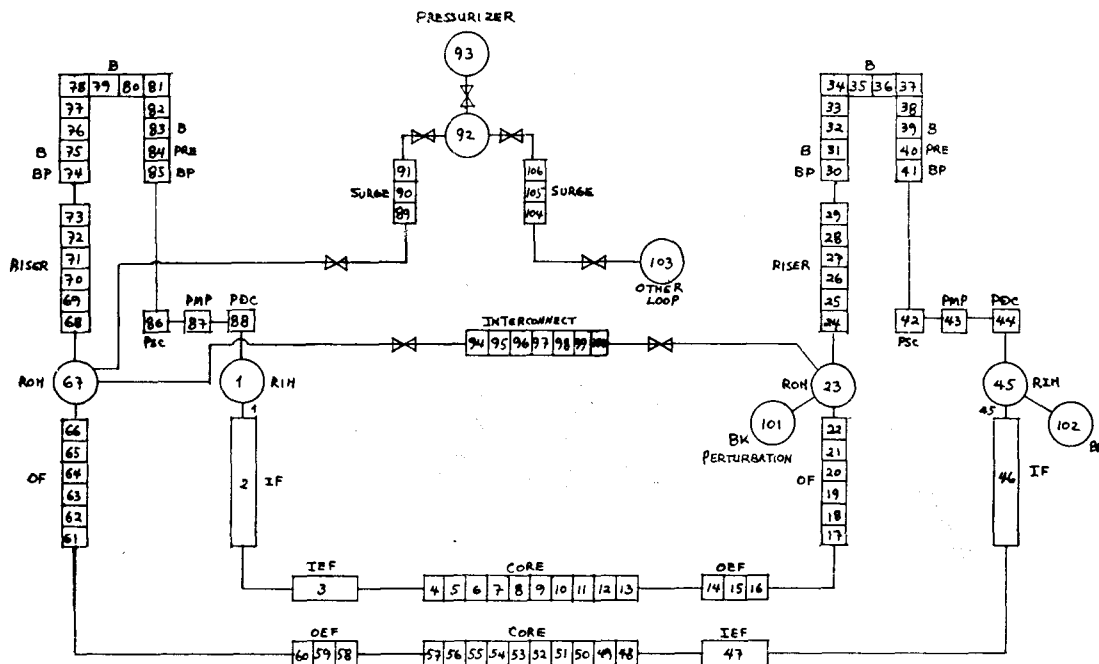 PRESSURIZER
93
B
78 79 80 81
77 82
76 83 B
B 75 84 PRE
BP 74 85 BP
92
91 106
SURGE 90 105 SURGE
89 104
B
34 35 36 37
33 38
32 39 B
B 31 40 PRE
BP 30 41 BP
73
72
RISER 71
70
69
68
PMP PDC
86 87 88
PSC
103
OTHER
LOOP
29
28
RISER 27
26
25
24
PMP PDC
42 43 44
PSC
INTERCONNECT
94 95 96 97 98 99
ROH 67
1 RIH
1
ROH 23
45 RIH
45
101
BK
PERTURBATION
102
66
65
OF 64
63
62
61
2 IF
22
21
OF 20
19
18
17
46 IF
IEF CORE OEF
3 4 5 6 7 8 9 10 11 12 13 14 15 16
OEF CORE IEF
60 59 58 57 56 55 54 53 52 51 50 49 48 47